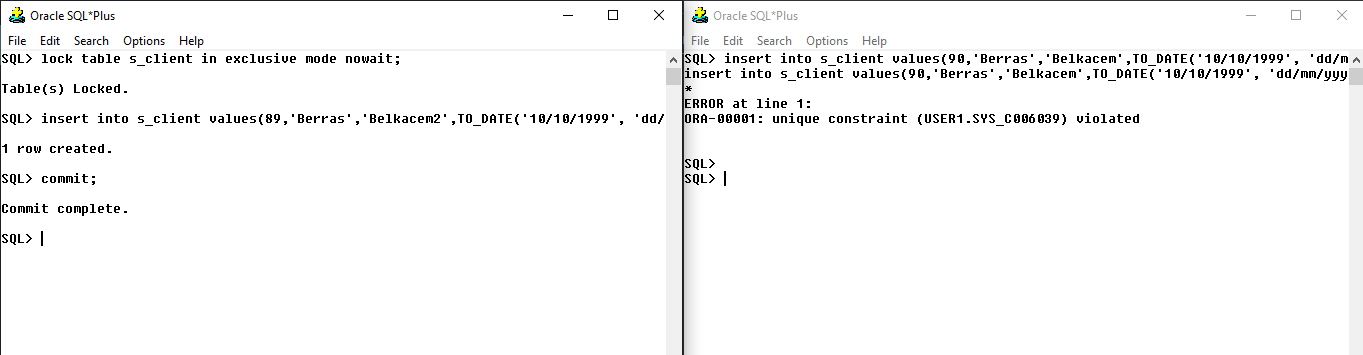 Oracle SQL*Plus
File Edit Search Options Help
SQL> lock table s_client in exclusive mode nowait;
Table(s) Locked.
SQL> insert into s_client values(89,'Berras','Belkacem2',TO_DATE('10/10/1999', 'dd/
1 row created.
SQL> commit;
Commit complete.
SQL>
Oracle SQL*Plus
File Edit Search Options Help
SQL> insert into s_client values(90,'Berras','Belkacem',TO_DATE('10/10/1999', 'dd/m
insert into s_client values(90,'Berras','Belkacem',TO_DATE('10/10/1999', 'dd/mm/yyy
*
ERROR at line 1:
ORA-00001: unique constraint (USER1.SYS_C006039) violated
SQL>
SQL>